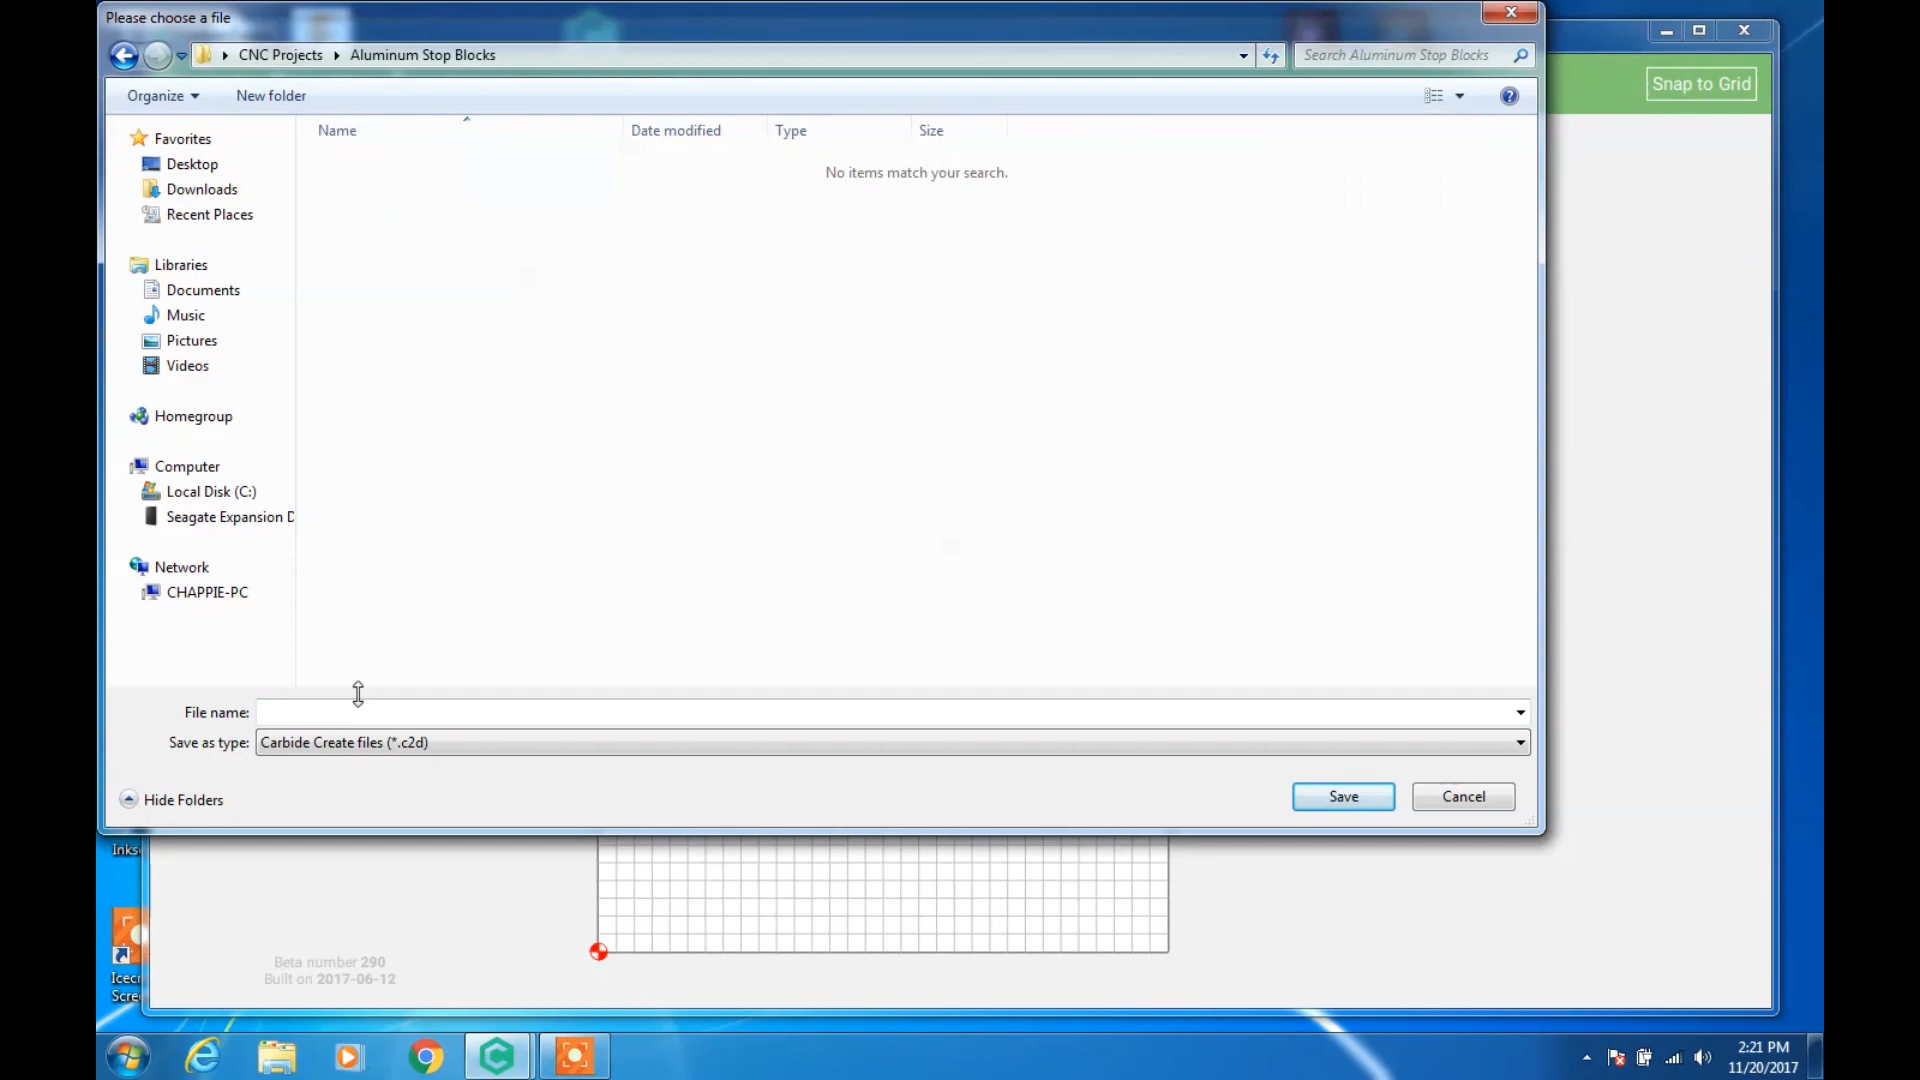 Please choose a file
CNC Projects Aluminum Stop Blocks
Search Aluminum Stop Blocks
Snap to Grid
Organize New folder
Name Date modified Type Size
No items match your search.
Favorites
Desktop
Downloads
Recent Places
Libraries
Documents
Music
Pictures
Videos
Homegroup
Computer
Local Disk (C:)
Seagate Expansion D
Network
CHAPPIE-PC
File name:
Save as type: Carbide Create files (*.c2d)
Hide Folders
Save Cancel
Inks
Icecr
Scre
Beta number 290
Built on 2017-06-12
2:21 PM
11/20/2017